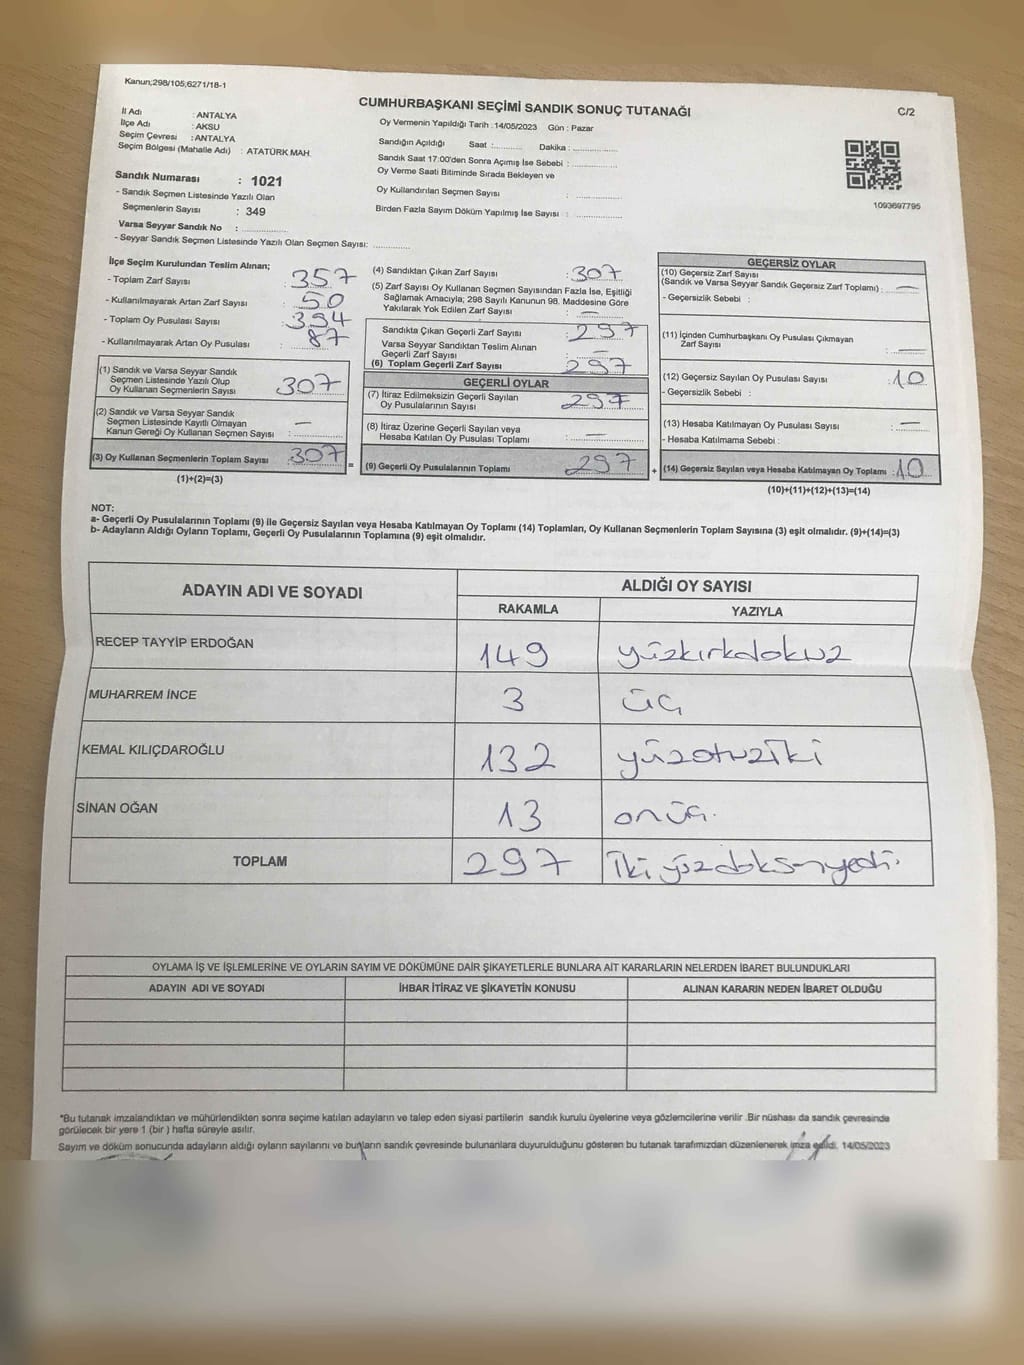 Kanun;298/105;6271/18-1
CUMHURBAŞKANI SEÇİMİ SANDIK SONUÇ TUTANAĞI
C/2
İl Adı : ANTALYA
İlçe Adı : AKSU
Seçim Çevresi : ANTALYA
Seçim Bölgesi (Mahalle Adı) : ATATÜRK MAH.
Sandık Numarası : 1021
- Sandık Seçmen Listesinde Yazılı Olan
Seçmenlerin Sayısı : 349
Varsa Seyyar Sandık No :
- Seyyar Sandık Seçmen Listesinde Yazılı Olan Seçmen Sayısı:
Oy Vermenin Yapıldığı Tarih :14/05/2023 Gün : Pazar
Sandığın Açıldığı Saat : Dakika :
Sandık Saat 17:00'den Sonra Açımış İse Sebebi :
Oy Verme Saati Bitiminde Sırada Bekleyen ve
Oy Kullandırılan Seçmen Sayısı :
Birden Fazla Sayım Döküm Yapılmış İse Sayısı :
1093697795
İlçe Seçim Kurulundan Teslim Alınan;
- Toplam Zarf Sayısı : 357
- Kullanılmayarak Artan Zarf Sayısı : 50
- Toplam Oy Pusulası Sayısı : 394
- Kullanılmayarak Artan Oy Pusulası : 87
(1) Sandık ve Varsa Seyyar Sandık
Seçmen Listesinde Yazılı Olup
Oy Kullanan Seçmenlerin Sayısı : 307
(2) Sandık ve Varsa Seyyar Sandık
Seçmen Listesinde Kayıtlı Olmayan
Kanun Gereği Oy Kullanan Seçmen Sayısı : —
(3) Oy Kullanan Seçmenlerin Toplam Sayısı : 307 =
(1)+(2)=(3)
(4) Sandıktan Çıkan Zarf Sayısı : 307
(5) Zarf Sayısı Oy Kullanan Seçmen Sayısından Fazla İse, Eşitliği
Sağlamak Amacıyla; 298 Sayılı Kanunun 98. Maddesine Göre
Yakılarak Yok Edilen Zarf Sayısı : —
Sandıkta Çıkan Geçerli Zarf Sayısı : 297
Varsa Seyyar Sandıktan Teslim Alınan
Geçerli Zarf Sayısı : —
(6) Toplam Geçerli Zarf Sayısı : 297
GEÇERLİ OYLAR
(7) İtiraz Edilmeksizin Geçerli Sayılan
Oy Pusulalarının Sayısı : 297
(8) İtiraz Üzerine Geçerli Sayılan veya
Hesaba Katılan Oy Pusulası Toplamı : —
(9) Geçerli Oy Pusulalarının Toplamı : 297 +
GEÇERSİZ OYLAR
(10) Geçersiz Zarf Sayısı
(Sandık ve Varsa Seyyar Sandık Geçersiz Zarf Toplamı) : —
- Geçersizlik Sebebi :
(11) İçinden Cumhurbaşkanı Oy Pusulası Çıkmayan
Zarf Sayısı : —
(12) Geçersiz Sayılan Oy Pusulası Sayısı : 10
- Geçersizlik Sebebi :
(13) Hesaba Katılmayan Oy Pusulası Sayısı : —
- Hesaba Katılmama Sebebi :
(14) Geçersiz Sayılan veya Hesaba Katılmayan Oy Toplamı : 10
(10)+(11)+(12)+(13)=(14)
NOT:
a- Geçerli Oy Pusulalarının Toplamı (9) ile Geçersiz Sayılan veya Hesaba Katılmayan Oy Toplamı (14) Toplamları, Oy Kullanan Seçmenlerin Toplam Sayısına (3) eşit olmalıdır. (9)+(14)=(3)
b- Adayların Aldığı Oyların Toplamı, Geçerli Oy Pusulalarının Toplamına (9) eşit olmalıdır.
ADAYIN ADI VE SOYADI ALDIĞI OY SAYISI
RAKAMLA YAZIYLA
RECEP TAYYİP ERDOĞAN 149 yüzkırkdokuz
MUHARREM İNCE 3 üç
KEMAL KILIÇDAROĞLU 132 yüzotuziki
SİNAN OĞAN 13 onüç.
TOPLAM 297 İkiyüzdoksanyedi.
OYLAMA İŞ VE İŞLEMLERİNE VE OYLARIN SAYIM VE DÖKÜMÜNE DAİR ŞİKAYETLERLE BUNLARA AİT KARARLARIN NELERDEN İBARET BULUNDUKLARI
ADAYIN ADI VE SOYADI İHBAR İTİRAZ VE ŞİKAYETİN KONUSU ALINAN KARARIN NEDEN İBARET OLDUĞU
*Bu tutanak imzalandıktan ve mühürlendikten sonra seçime katılan adayların ve talep eden siyasi partilerin sandık kurulu üyelerine veya gözlemcilerine verilir .Bir nüshası da sandık çevresinde
görülecek bir yere 1 (bir ) hafta süreyle asılır.
Sayım ve döküm sonucunda adayların aldığı oyların sayılarını ve bunların sandık çevresinde bulunanlara duyurulduğunu gösteren bu tutanak tarafımızdan düzenlenerek imza edildi. 14/05/2023